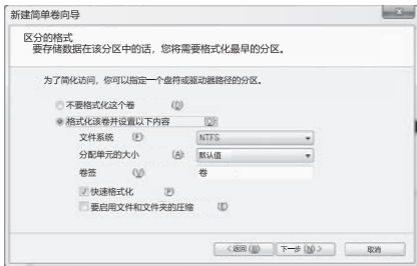 新建简单卷向导
区分的格式
要存储数据在该分区中的话，您将需要格式化最早的分区。
为了简化访问，你可以指定一个盘符或驱动器路径的分区。
不要格式化这个卷 (D)
格式化该卷并设置以下内容 (O):
文件系统 (F) NTFS
分配单元的大小 (A) 默认值
卷签 (V) 卷
快速格式化 (P)
要启用文件和文件夹的压缩 (E)
<返回 (B) 下一步 (N) > 取消